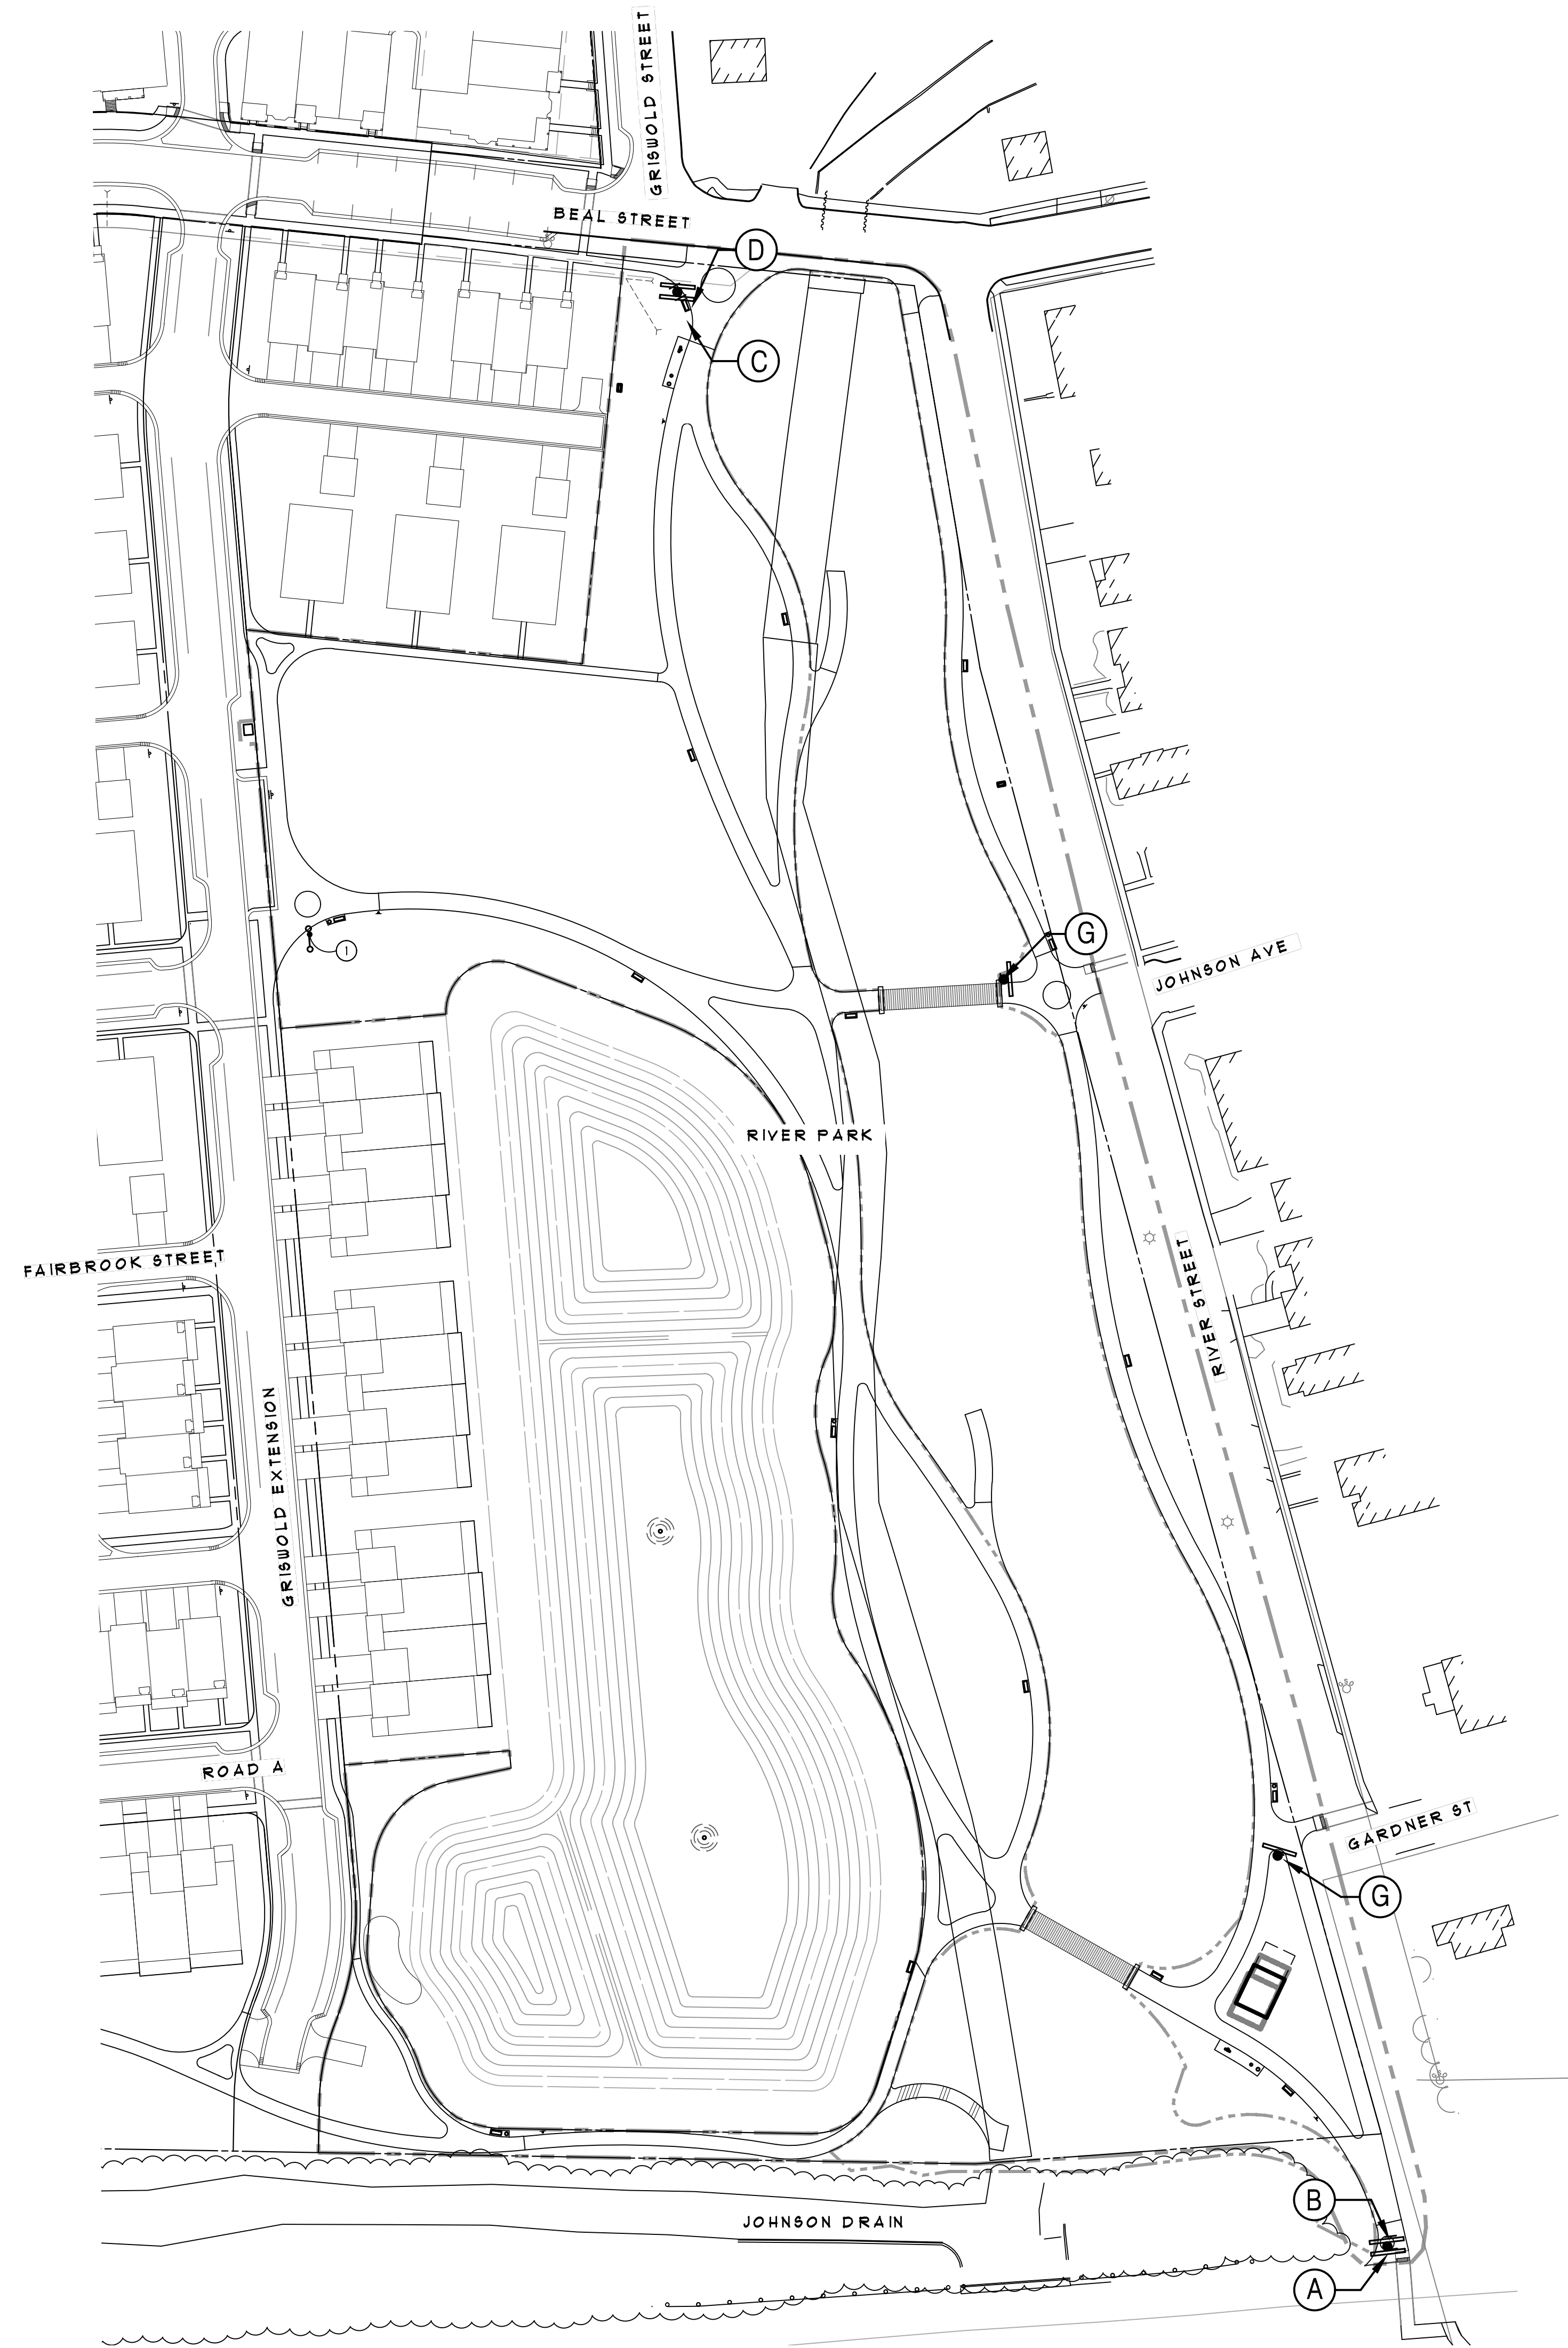 GRISWOLD STREET
BEAL STREET
D
C
G
1
JOHNSON AVE
RIVER PARK
FAIRBROOK STREET
RIVER STREET
GRISWOLD EXTENSION
ROAD A
GARDNER ST
G
B
JOHNSON DRAIN
A